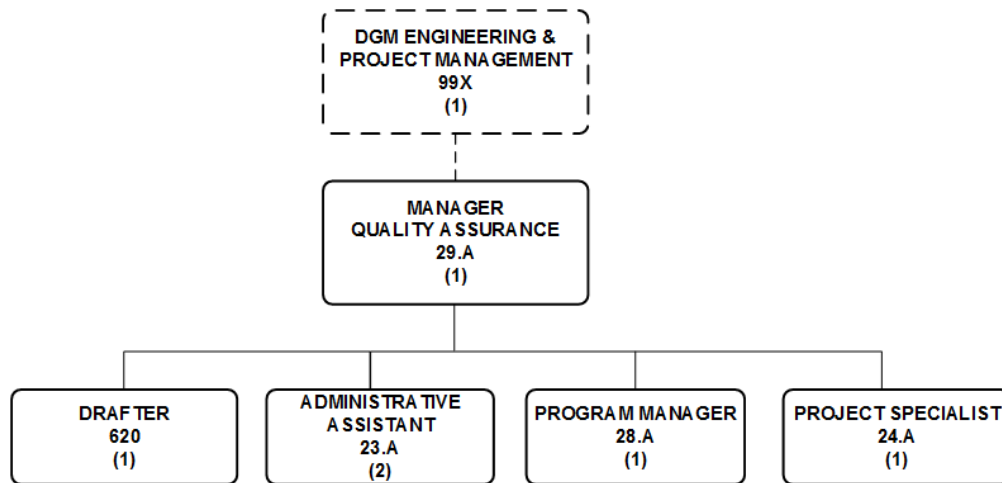 DGM ENGINEERING &
PROJECT MANAGEMENT
99X
(1)
MANAGER
QUALITY ASSURANCE
29.A
(1)
DRAFTER
620
(1)
ADMINISTRATIVE
ASSISTANT
23.A
(2)
PROGRAM MANAGER
28.A
(1)
PROJECT SPECIALIST
24.A
(1)